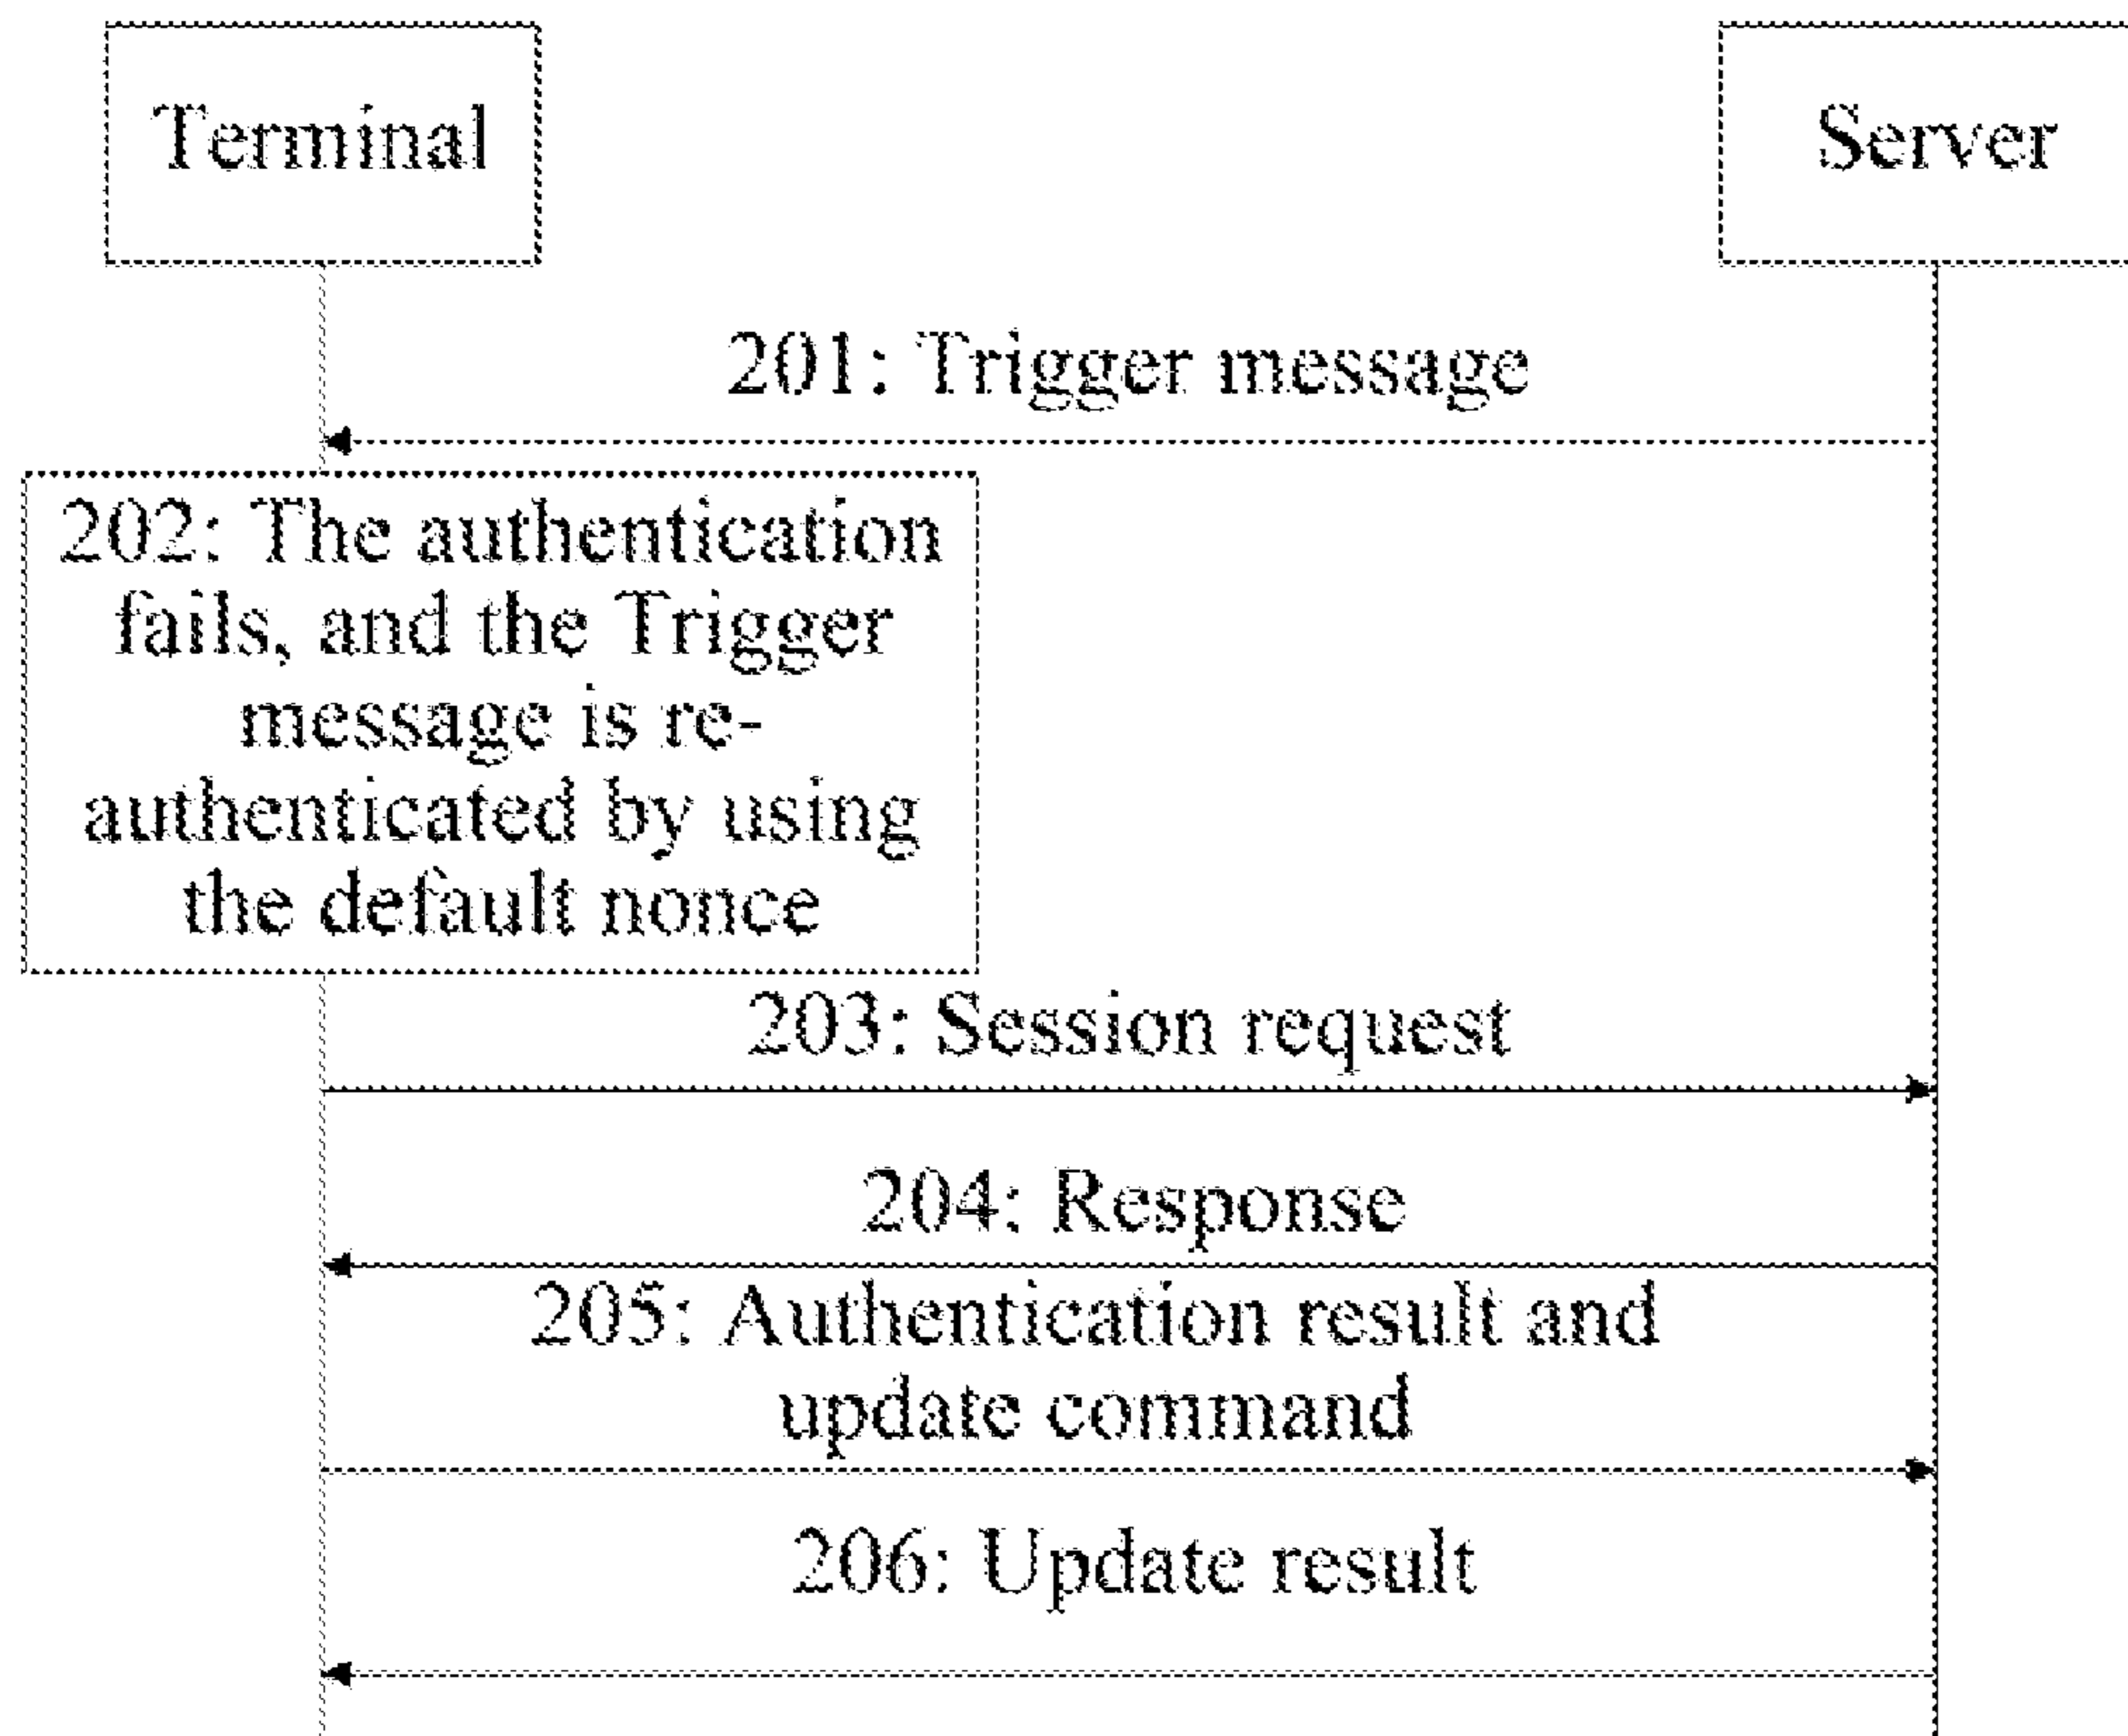 Terminal
Server
201: Trigger message
202: The authentication
fails, and the Trigger
message is re-
authenticated by using
the default nonce
203: Session request
204: Response
205: Authentication result and
update command
206: Update result